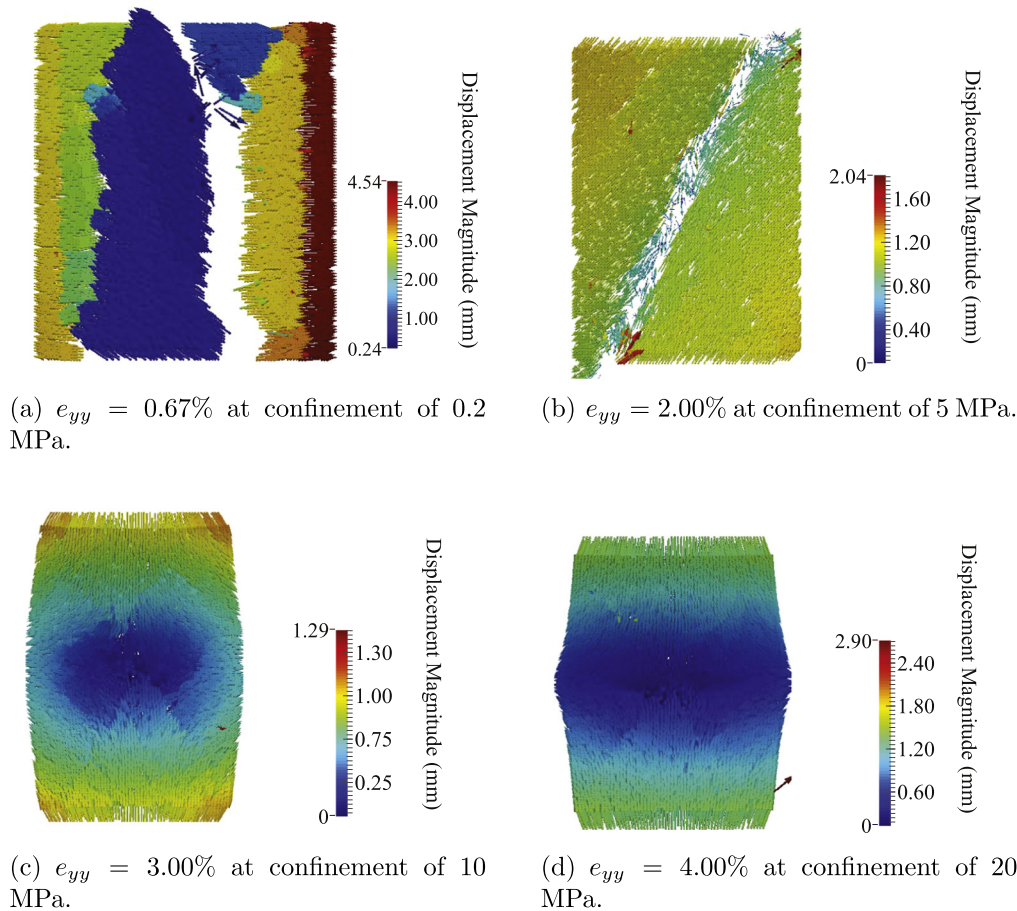 Displacement Magnitude (mm)
4.54
4.00
3.00
2.00
1.00
0.24
(a) e_yy = 0.67% at confinement of 0.2
MPa.
Displacement Magnitude (mm)
2.04
1.60
1.20
0.80
0.40
0
(b) e_yy = 2.00% at confinement of 5 MPa.
Displacement Magnitude (mm)
1.29
1.30
1.00
0.75
0.25
0
(c) e_yy = 3.00% at confinement of 10
MPa.
Displacement Magnitude (mm)
2.90
2.40
1.80
1.20
0.60
0
(d) e_yy = 4.00% at confinement of 20
MPa.